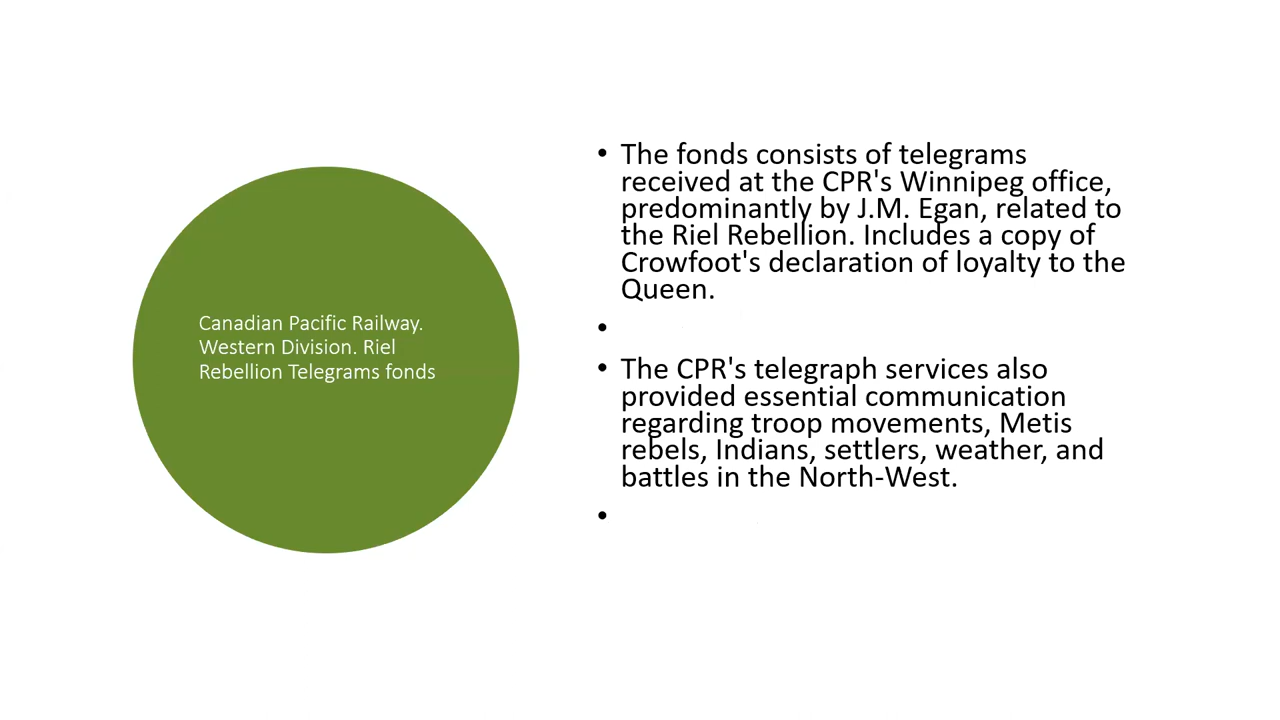 Canadian Pacific Railway.
Western Division. Riel
Rebellion Telegrams fonds
• The fonds consists of telegrams
received at the CPR's Winnipeg office,
predominantly by J.M. Egan, related to
the Riel Rebellion. Includes a copy of
Crowfoot's declaration of loyalty to the
Queen.
•
• The CPR's telegraph services also
provided essential communication
regarding troop movements, Metis
rebels, Indians, settlers, weather, and
battles in the North-West.
•